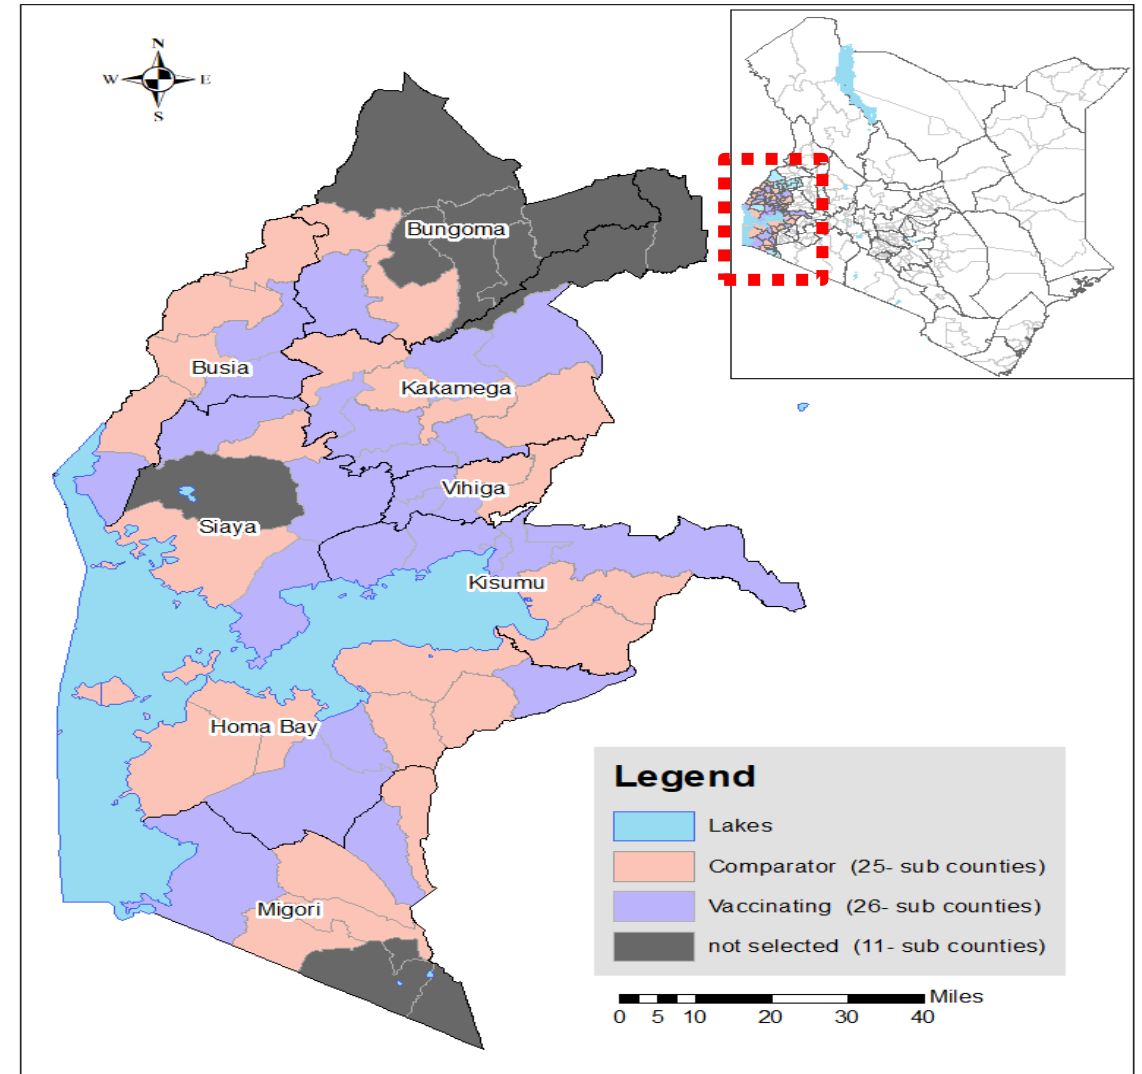 N
W E
S
Bungoma
Busia
Kakamega
Vihiga
Siaya
Kisumu
Homa Bay
Migori
Legend
Lakes
Comparator (25- sub counties)
Vaccinating (26- sub counties)
not selected (11- sub counties)
Miles
0 5 10 20 30 40